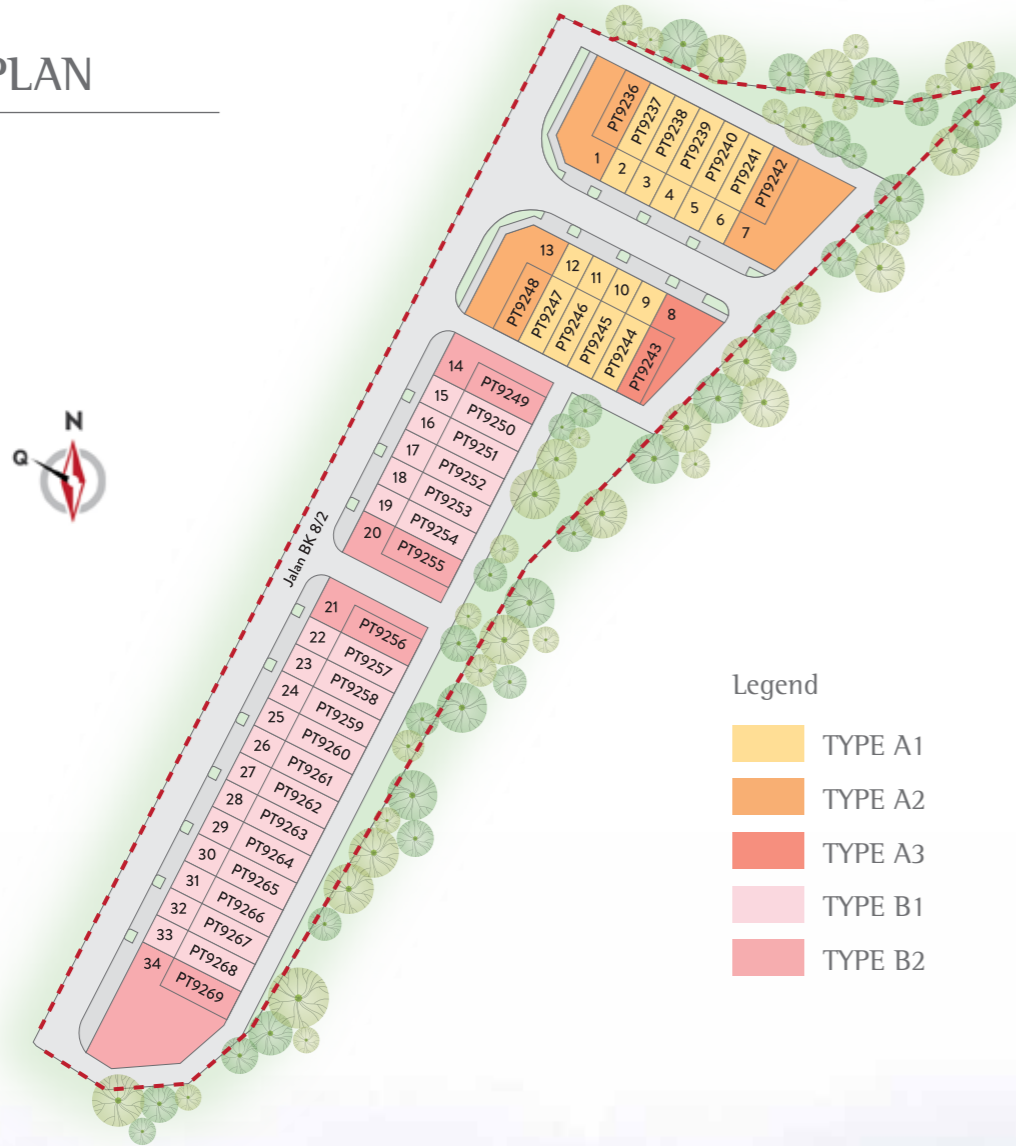 PLAN
N
Q
PT9236
PT9237
PT9238
PT9239
PT9240
PT9241
PT9242
1
2
3
4
5
6
7
13
12
11
10
9
8
PT9248
PT9247
PT9246
PT9245
PT9244
PT9243
14 PT9249
15 PT9250
16 PT9251
17 PT9252
18 PT9253
19 PT9254
20 PT9255
Jalan BK 8/2
21 PT9256
22 PT9257
23 PT9258
24 PT9259
25 PT9260
26 PT9261
27 PT9262
28 PT9263
29 PT9264
30 PT9265
31 PT9266
32 PT9267
33 PT9268
34 PT9269
Legend
TYPE A1
TYPE A2
TYPE A3
TYPE B1
TYPE B2